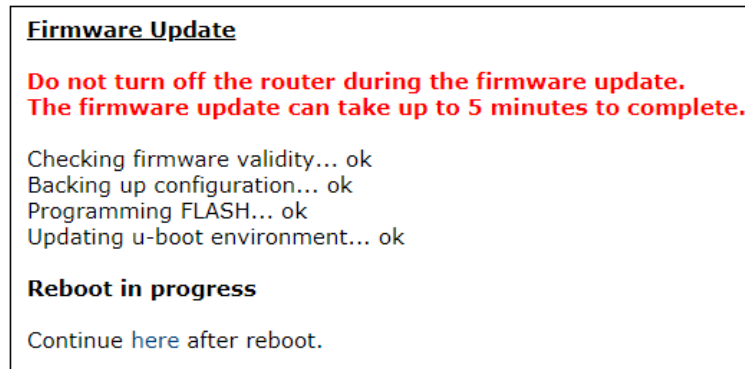 Firmware Update
Do not turn off the router during the firmware update.
The firmware update can take up to 5 minutes to complete.
Checking firmware validity... ok
Backing up configuration... ok
Programming FLASH... ok
Updating u-boot environment... ok
Reboot in progress
Continue here after reboot.